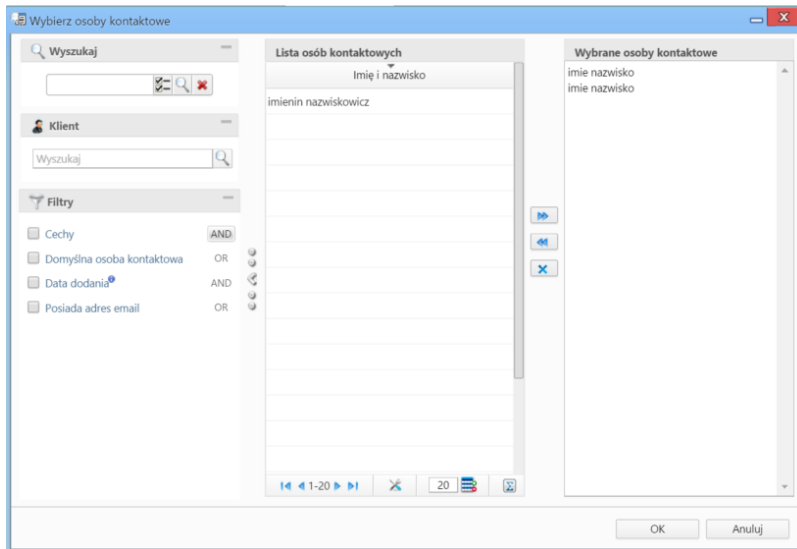 Wybierz osoby kontaktowe
Wyszukaj
Klient
Wyszukaj
Filtry
Cechy AND
Domyślna osoba kontaktowa OR
Data dodania AND
Posiada adres email OR
Lista osób kontaktowych
Imię i nazwisko
imienin nazwiskowicz
1-20
20
Wybrane osoby kontaktowe
imie nazwisko
imie nazwisko
OK Anuluj